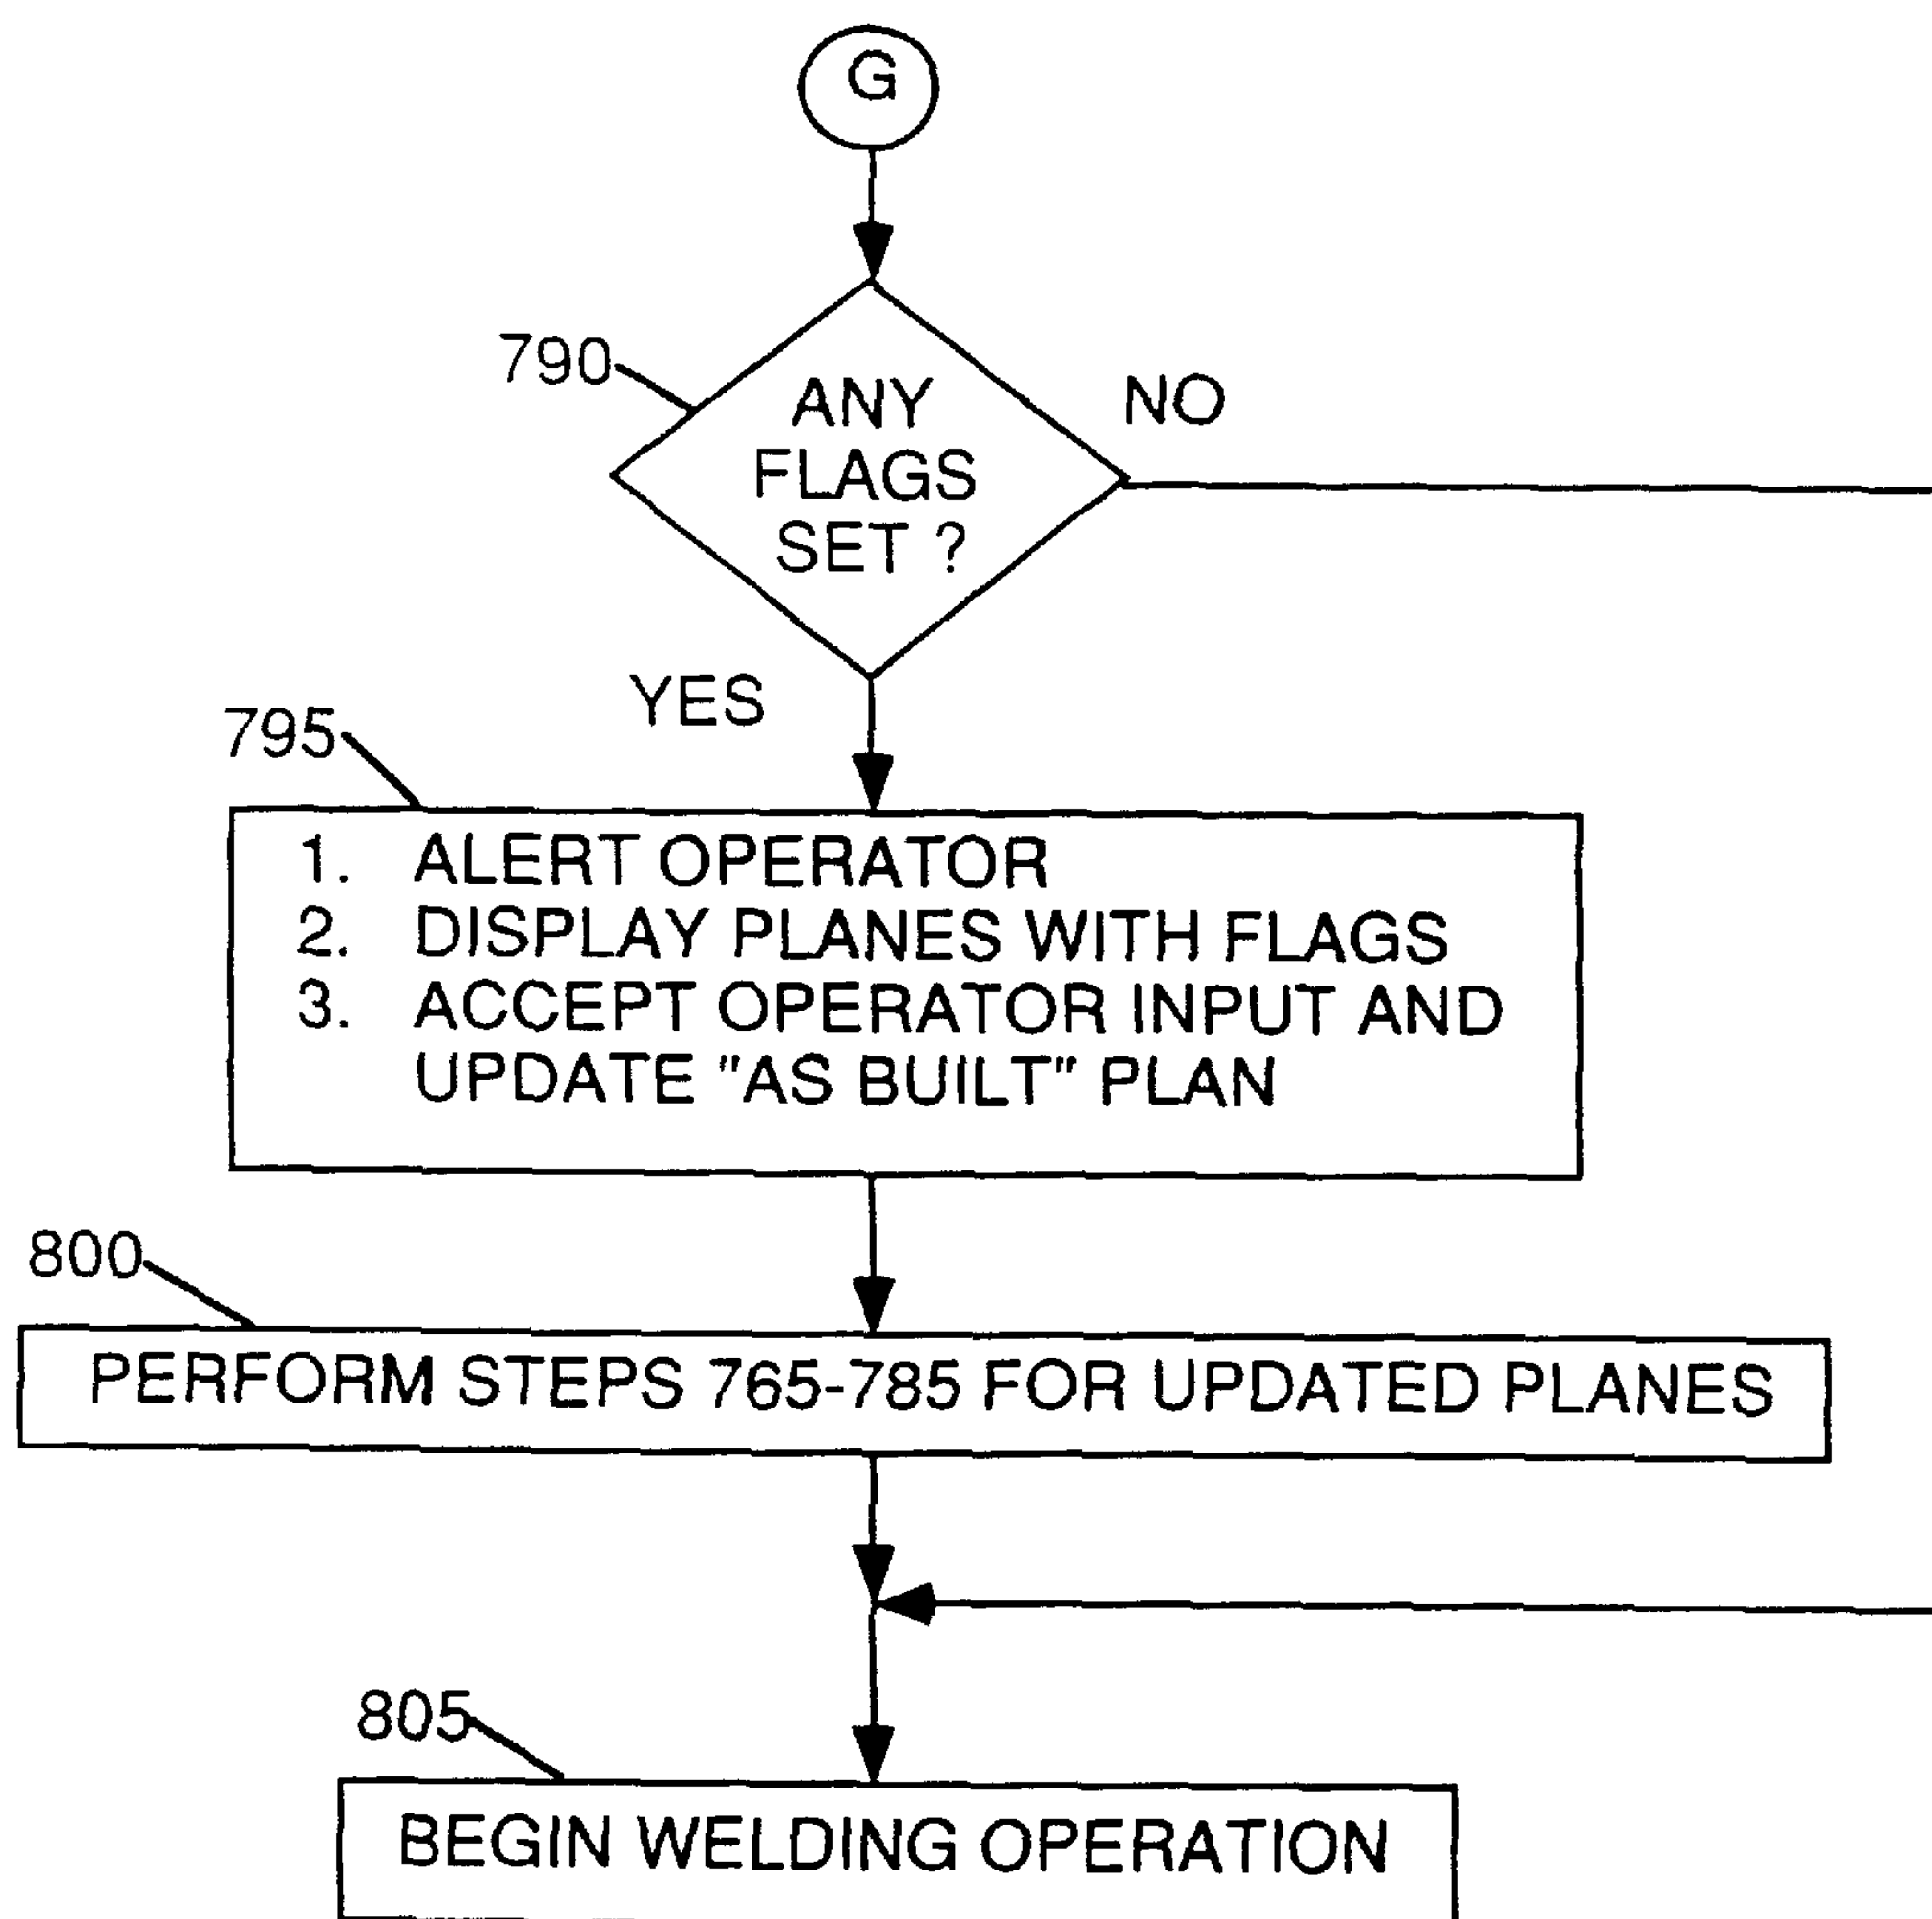 G
790
ANY
FLAGS
SET ?
NO
YES
795
1. ALERT OPERATOR
2. DISPLAY PLANES WITH FLAGS
3. ACCEPT OPERATOR INPUT AND
UPDATE "AS BUILT" PLAN
800
PERFORM STEPS 765-785 FOR UPDATED PLANES
805
BEGIN WELDING OPERATION